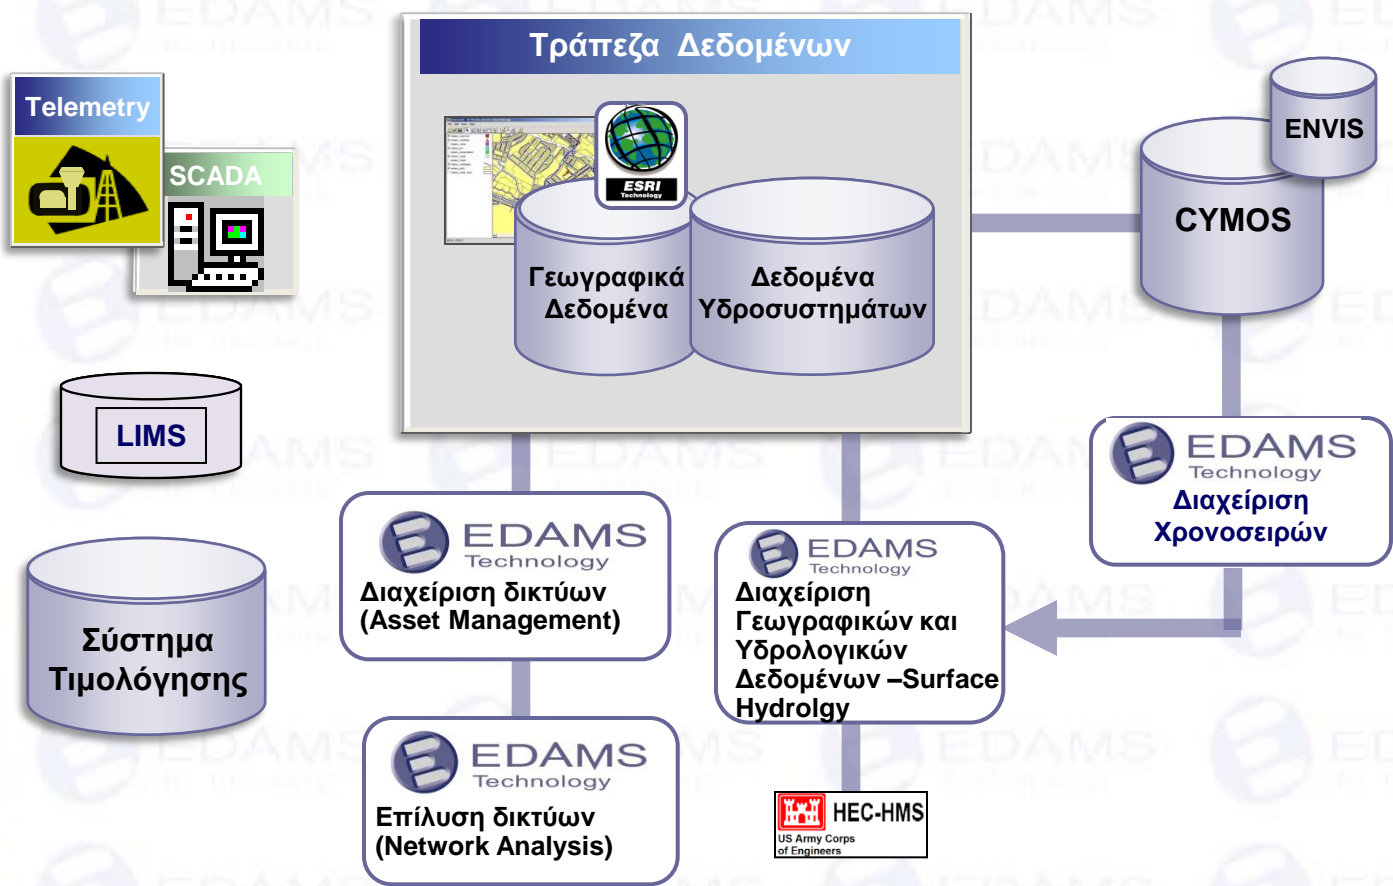 Τράπεζα Δεδομένων
Telemetry
SCADA
ESRI
Technology
Γεωγραφικά
Δεδομένα
Δεδομένα
Υδροσυστημάτων
ENVIS
CYMOS
LIMS
EDAMS
Technology
Διαχείριση
Χρονοσειρών
EDAMS
Technology
Διαχείριση δικτύων
(Asset Management)
EDAMS
Technology
Διαχείριση
Γεωγραφικών και
Υδρολογικών
Δεδομένων –Surface
Hydrolgy
Σύστημα
Τιμολόγησης
EDAMS
Technology
Επίλυση δικτύων
(Network Analysis)
HEC-HMS
US Army Corps
of Engineers